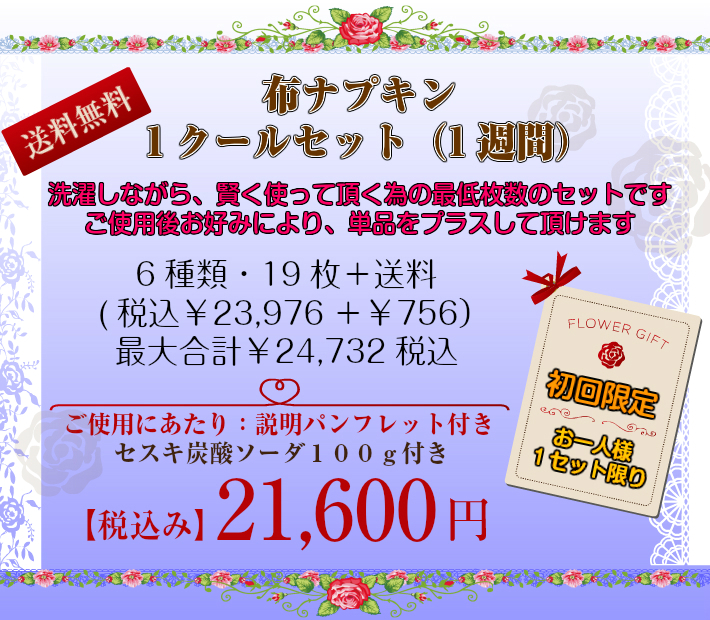 送料無料
布ナプキン
1クールセット（1週間）
洗濯しながら、賢く使って頂く為の最低枚数のセットです
ご使用後お好みにより、単品をプラスして頂けます
6種類・19枚＋送料
(税込￥23,976＋￥756)
最大合計￥24,732税込
FLOWER GIFT
初回限定
お一人様
1セット限り
ご使用にあたり：説明パンフレット付き
セスキ炭酸ソーダ１００ｇ付き
【税込み】21,600円